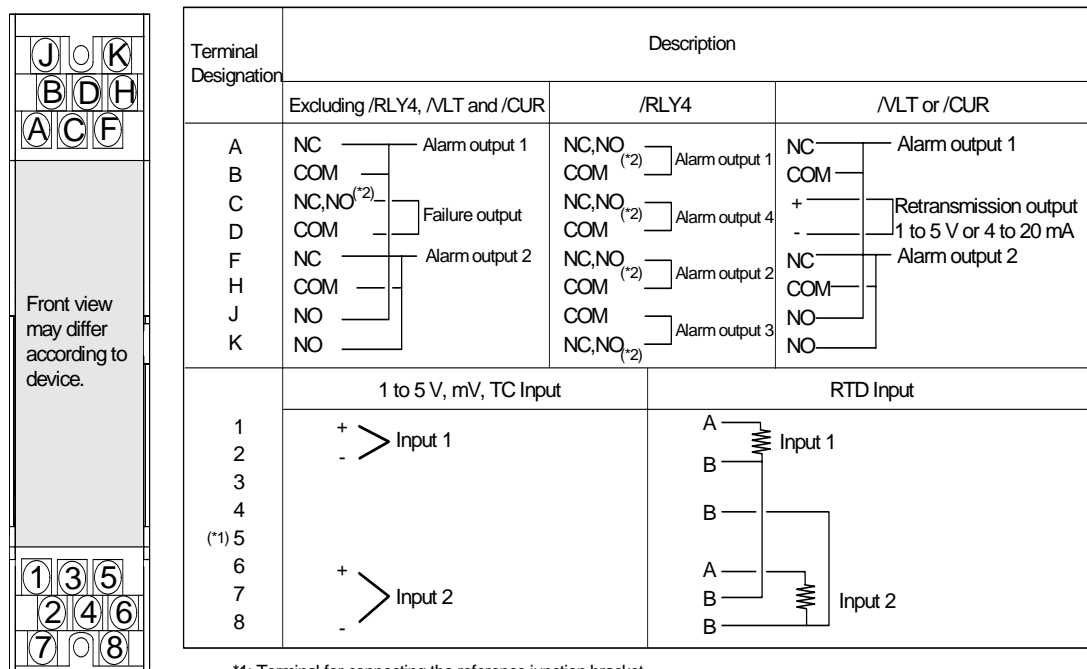 J K
B D H
A C F
Front view
may differ
according to
device.
1 3 5
2 4 6
7 8
Terminal
Designation
Description
Excluding /RLY4, /VLT and /CUR /RLY4 /VLT or /CUR
A NC Alarm output 1 NC,NO (*2) Alarm output 1 NC Alarm output 1
B COM COM COM
C NC,NO(*2) Failure output NC,NO (*2) Alarm output 4 + Retransmission output
D COM COM - 1 to 5 V or 4 to 20 mA
F NC Alarm output 2 NC,NO (*2) Alarm output 2 NC Alarm output 2
H COM COM COM
J NO COM Alarm output 3 NO
K NO NC,NO (*2) NO
1 to 5 V, mV, TC Input RTD Input
1 + Input 1 A Input 1
2 - B
3
4 B
(*1) 5
6 + A
7 Input 2 B Input 2
8 - B
*1: Terminal for connecting the reference junction bracket